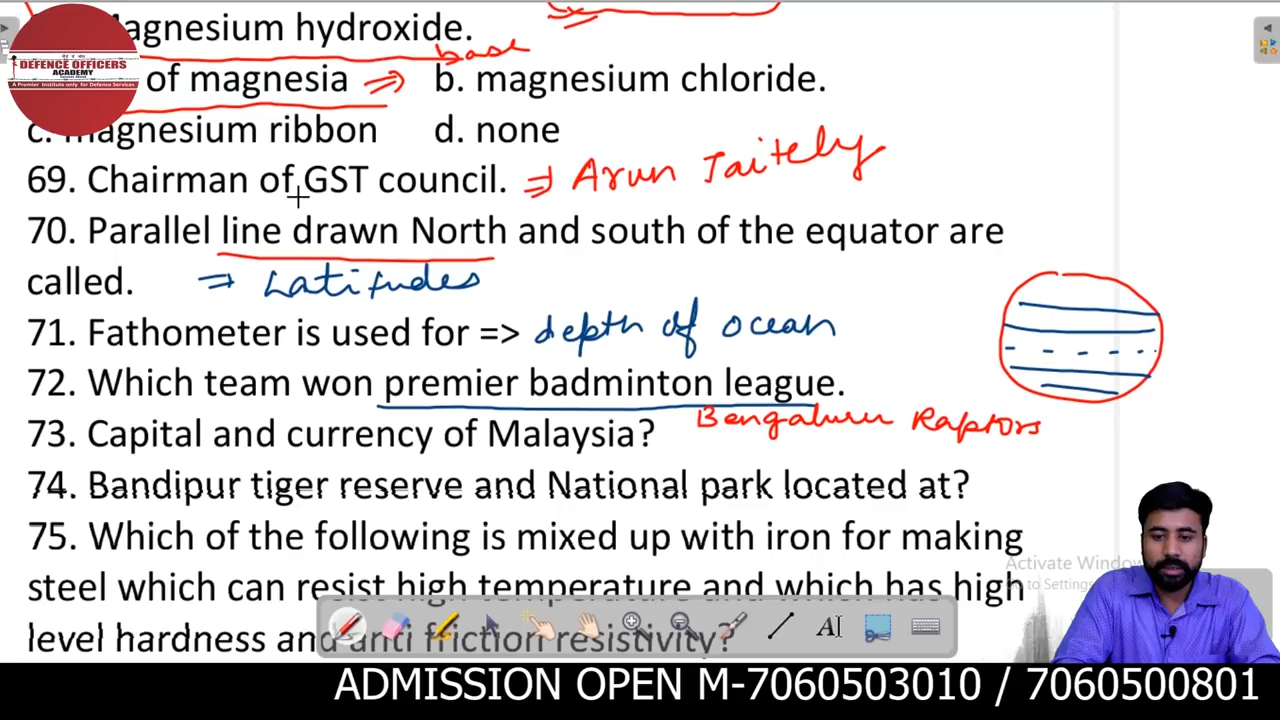 agnesium hydroxide.
base
DEFENCE OFFICERS
ACADEMY
A Premier Institute only for Defence Services
of magnesia => b. magnesium chloride.
c. magnesium ribbon d. none
69. Chairman of GST council. => Arun Jaitely
70. Parallel line drawn North and south of the equator are
called. => Latitudes
71. Fathometer is used for => depth of ocean
72. Which team won premier badminton league.
Bengaluru Raptors
73. Capital and currency of Malaysia?
74. Bandipur tiger reserve and National park located at?
75. Which of the following is mixed up with iron for making
Activate Window
steel which can resist high temperature and which has high
to Settings
level hardness and anti friction resistivity?
AI
ADMISSION OPEN M-7060503010 / 7060500801